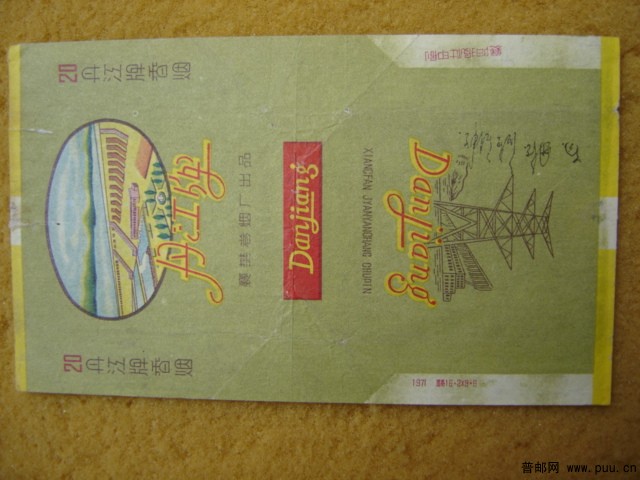 20 丹江牌香烟
丹江牌
襄樊卷烟厂出品
20 丹江牌香烟
Danjiang
Danjiang
XIANGFAN JYANYANCHANG CHUPIN
普邮网 www.puu.cn